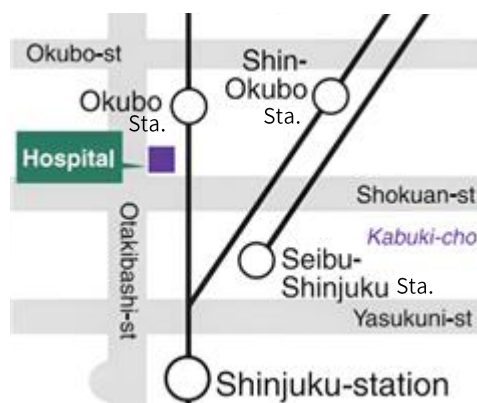 Okubo-st
Shin-
Okubo
Sta.
Okubo
Sta.
Hospital
Shokuan-st
Otakibashi-st
Kabuki-cho
Seibu-
Shinjuku Sta.
Yasukuni-st
Shinjuku-station